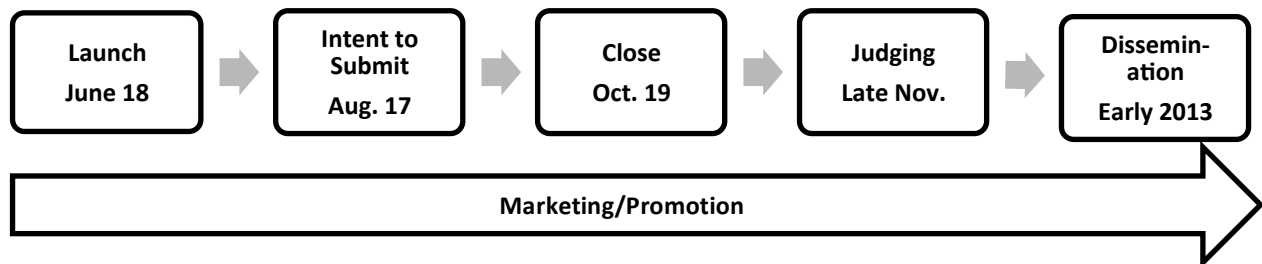 Launch
June 18
Intent to
Submit
Aug. 17
Close
Oct. 19
Judging
Late Nov.
Dissemin-
ation
Early 2013
Marketing/Promotion